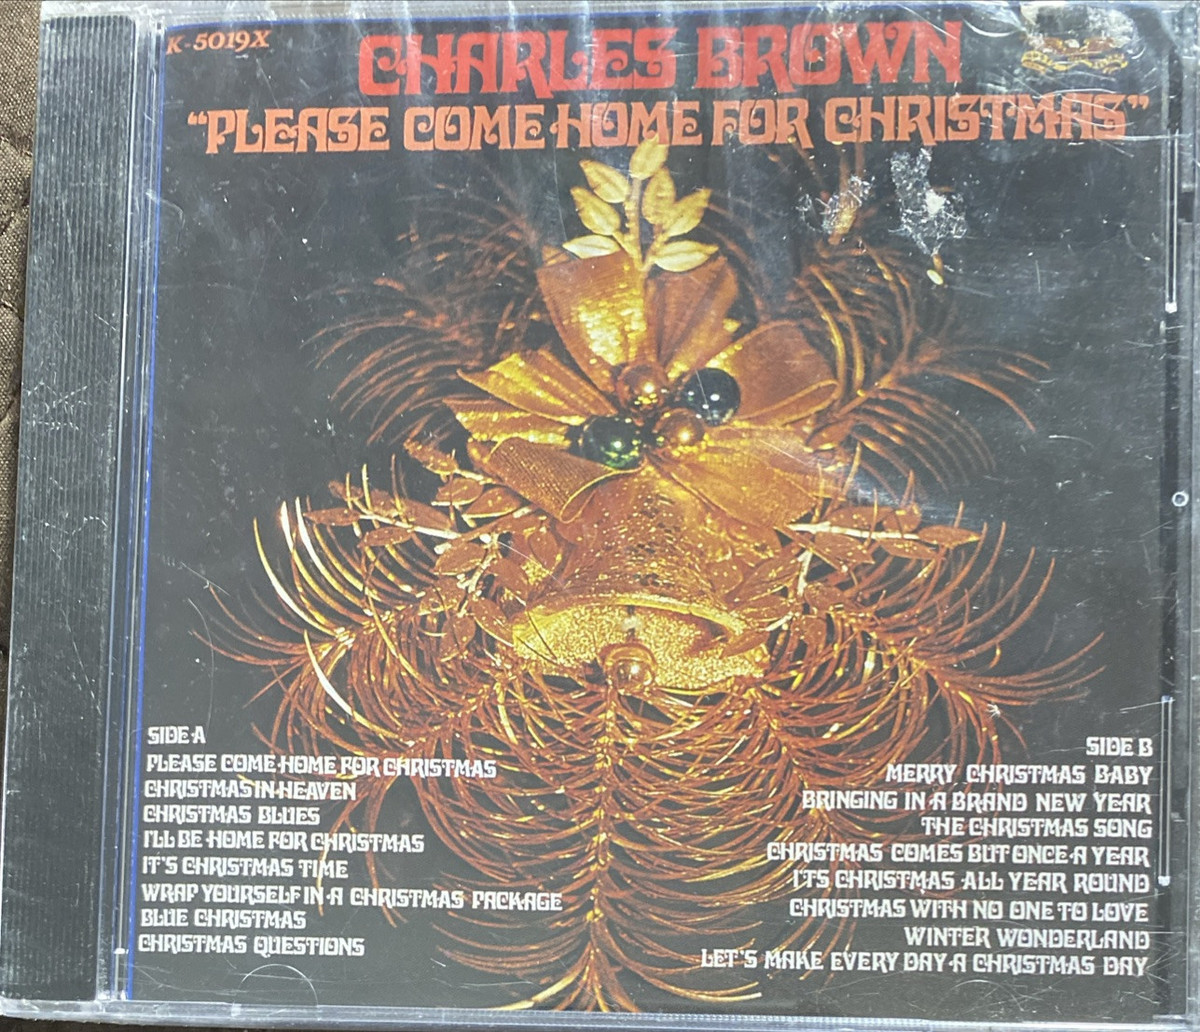 K-5019X
CHARLES BROWN
"PLEASE COME HOME FOR CHRISTMAS"
SIDE A
PLEASE COME HOME FOR CHRISTMAS
CHRISTMAS IN HEAVEN
CHRISTMAS BLUES
I'LL BE HOME FOR CHRISTMAS
IT'S CHRISTMAS TIME
WRAP YOURSELF IN A CHRISTMAS PACKAGE
BLUE CHRISTMAS
CHRISTMAS QUESTIONS
SIDE B
MERRY CHRISTMAS BABY
BRINGING IN A BRAND NEW YEAR
THE CHRISTMAS SONG
CHRISTMAS COMES BUT ONCE A YEAR
ITS CHRISTMAS ALL YEAR ROUND
CHRISTMAS WITH NO ONE TO LOVE
WINTER WONDERLAND
LET'S MAKE EVERY DAY A CHRISTMAS DAY